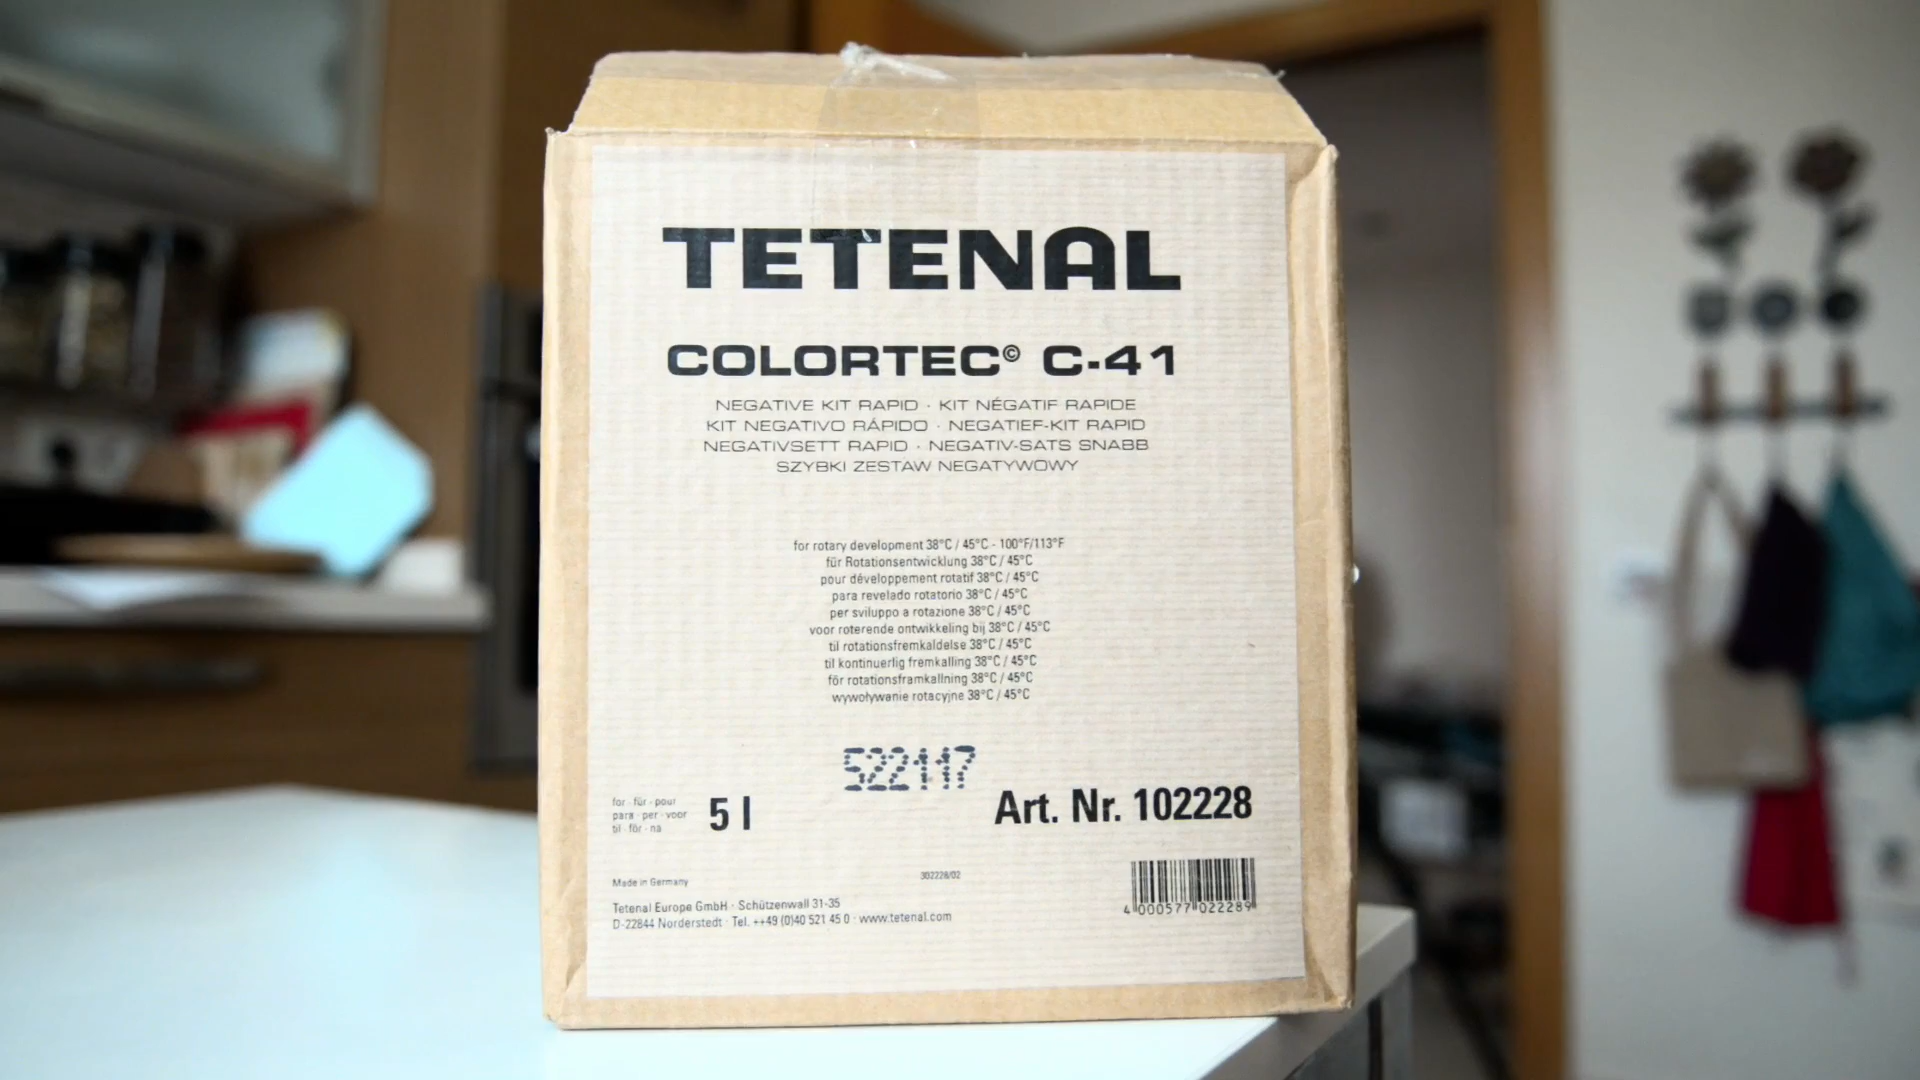 TETENAL
COLORTEC© C-41
NEGATIVE KIT RAPID · KIT NÉGATIF RAPIDE
KIT NEGATIVO RÁPIDO · NEGATIEF-KIT RAPID
NEGATIVSETT RAPID · NEGATIV-SATS SNABB
SZYBKI ZESTAW NEGATYWOWY
for rotary development 38°C / 45°C - 100°F/113°F
für Rotationsentwicklung 38°C / 45°C
pour développement rotatif 38°C / 45°C
para revelado rotatorio 38°C / 45°C
per sviluppo a rotazione 38°C / 45°C
voor roterende ontwikkeling bij 38°C / 45°C
til rotationsfremkaldelse 38°C / 45°C
til kontinuerlig fremkalling 38°C / 45°C
för rotationsframkallning 38°C / 45°C
wywoływanie rotacyjne 38°C / 45°C
522117
for · für · pour
para · per · voor
til · för · na
5 l
Art. Nr. 102228
302228/02
Made in Germany
Tetenal Europe GmbH · Schützenwall 31-35
D-22844 Norderstedt · Tel. ++49 (0)40 521 45 0 · www.tetenal.com
4 000577 022289